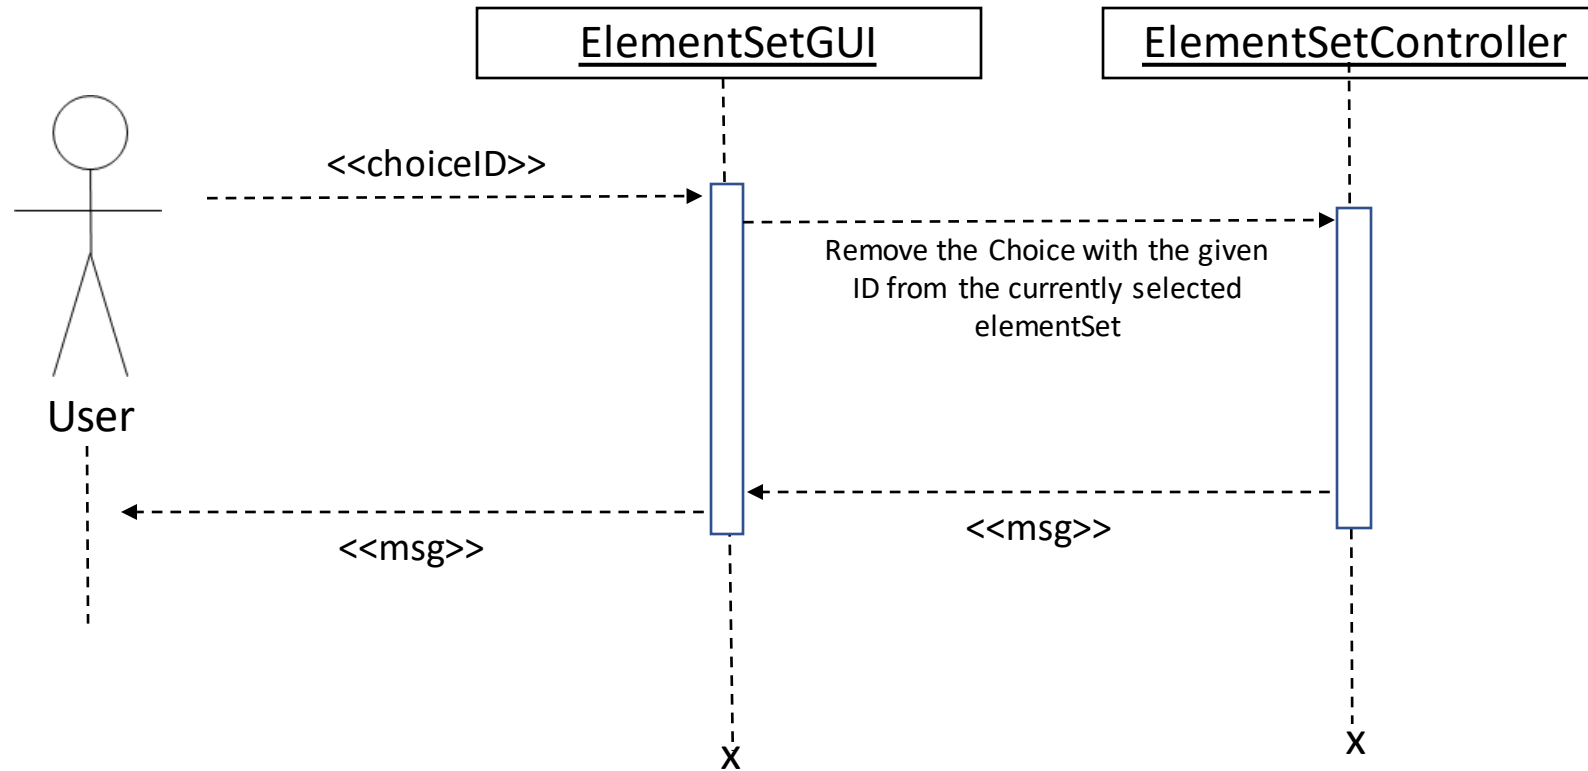 ElementSetGUI
ElementSetController
<<choiceID>>
Remove the Choice with the given
ID from the currently selected
elementSet
User
<<msg>>
<<msg>>
x
x